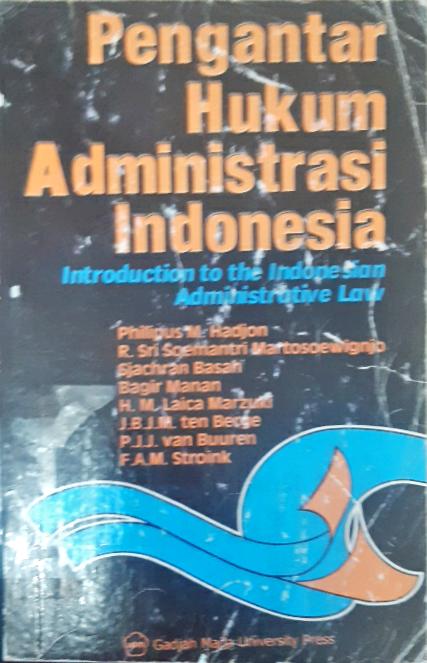 Pengantar
Hukum
Administrasi
Indonesia
Introduction to the Indonesian
Administrative Law
Philipus M. Hadjon
R. Sri Soemantri Martosoewignjo
Sjachran Basah
Bagir Manan
H. M. Laica Marzuki
J.B.J.M. ten Berge
P.J.J. van Buuren
F.A.M. Stroink
Gadjah Mada University Press